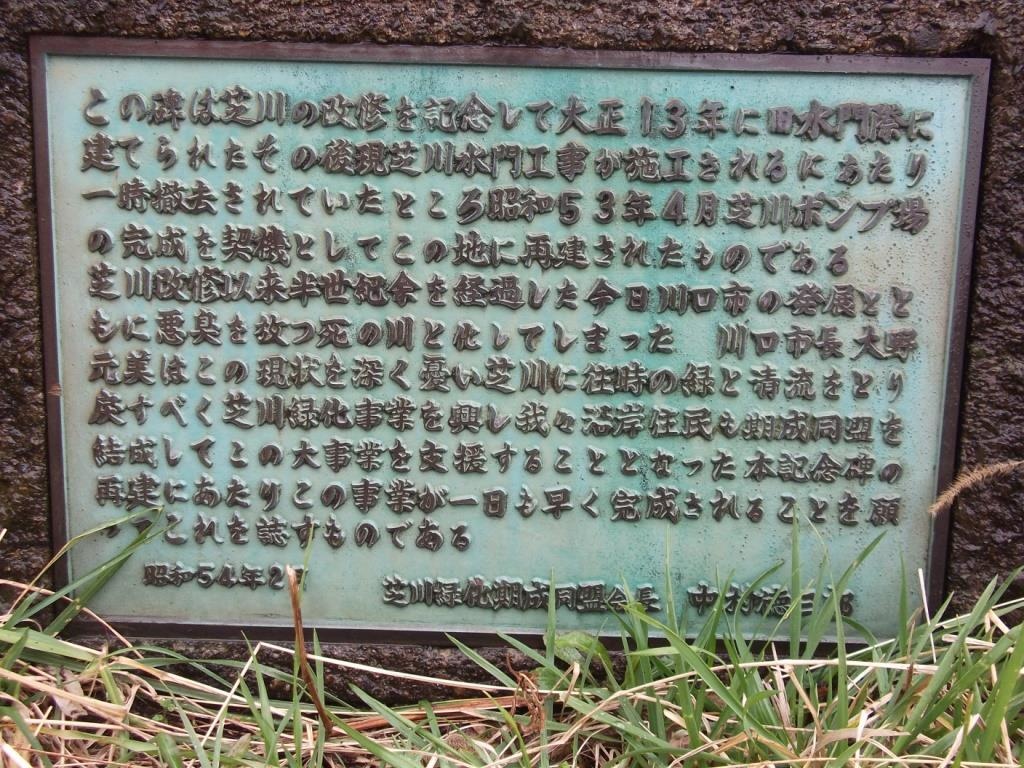 この碑は芝川の改修を記念して大正13年に旧水門際に
建てられたその後現芝川水門工事が施工されるにあたり
一時撤去されていたところ昭和53年4月芝川ポンプ場
の完成を契機としてこの地に再建されたものである
芝川改修以来半世紀余を経過した今日川口市の発展とと
もに悪臭を放つ死の川と化してしまった 川口市長大野
元美はこの現状を深く憂い芝川に往時の緑と清流をとり
戻すべく芝川緑化事業を興し我々沿岸住民も期成同盟を
結成してこの大事業を支援することとなった本記念碑の
再建にあたりこの事業が一日も早く完成されることを願
ってこれを誌すものである
昭和54年2
芝川緑化期成同盟会長 中村